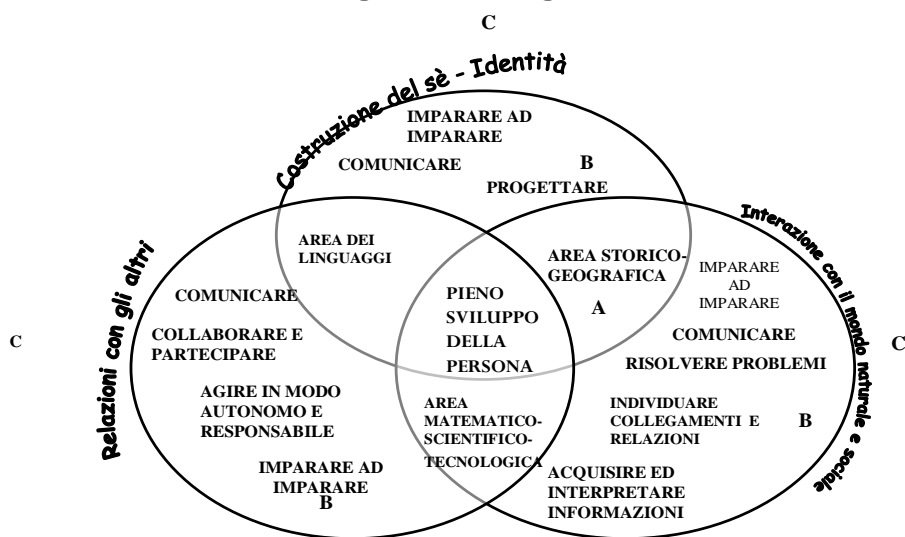 C
Costruzione del sè - Identità
IMPARARE AD
IMPARARE
COMUNICARE
B
PROGETTARE
Relazioni con gli altri
Interazione con il mondo naturale e sociale
AREA DEI
LINGUAGGI
AREA STORICO-
GEOGRAFICA
A
IMPARARE
AD
IMPARARE
COMUNICARE
PIENO
SVILUPPO
DELLA
PERSONA
COMUNICARE
C
COLLABORARE E
PARTECIPARE
C
RISOLVERE PROBLEMI
AGIRE IN MODO
AUTONOMO E
RESPONSABILE
AREA
MATEMATICO-
SCIENTIFICO-
TECNOLOGICA
INDIVIDUARE
COLLEGAMENTI E
RELAZIONI
B
IMPARARE AD
IMPARARE
B
ACQUISIRE ED
INTERPRETARE
INFORMAZIONI